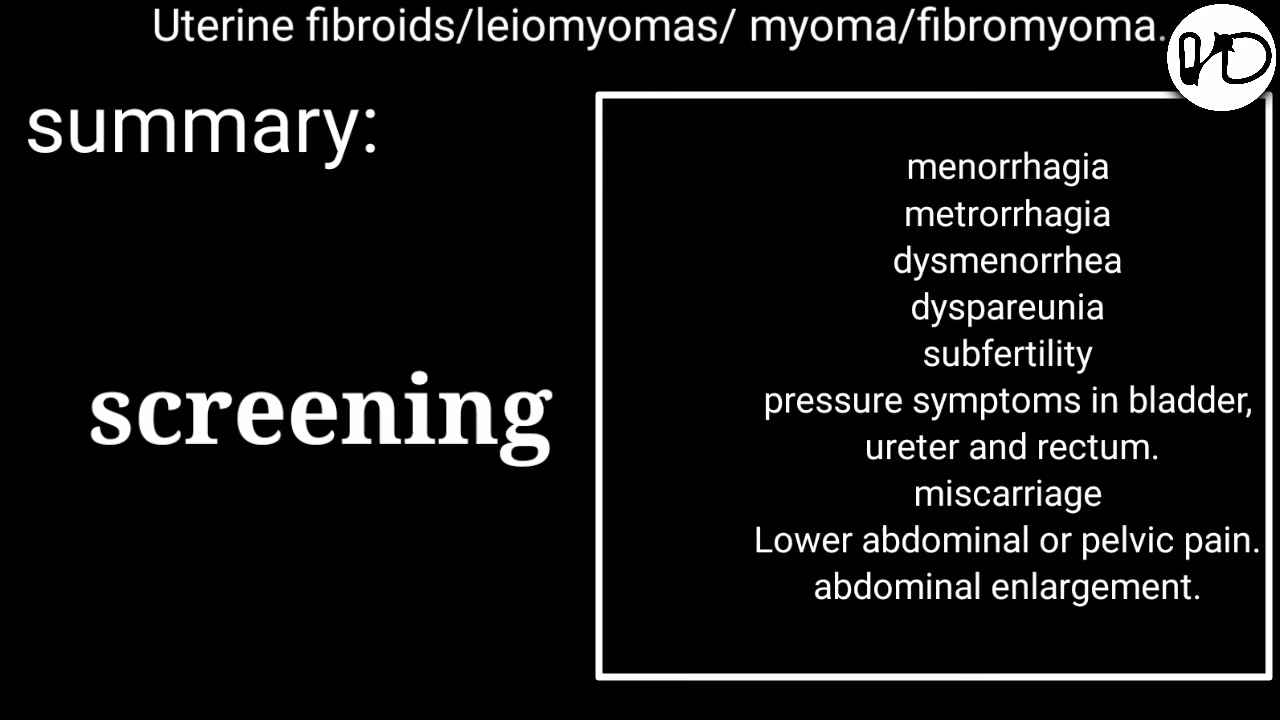 Uterine fibroids/leiomyomas/ myoma/fibromyoma.
summary:
screening
menorrhagia
metrorrhagia
dysmenorrhea
dyspareunia
subfertility
pressure symptoms in bladder,
ureter and rectum.
miscarriage
Lower abdominal or pelvic pain.
abdominal enlargement.